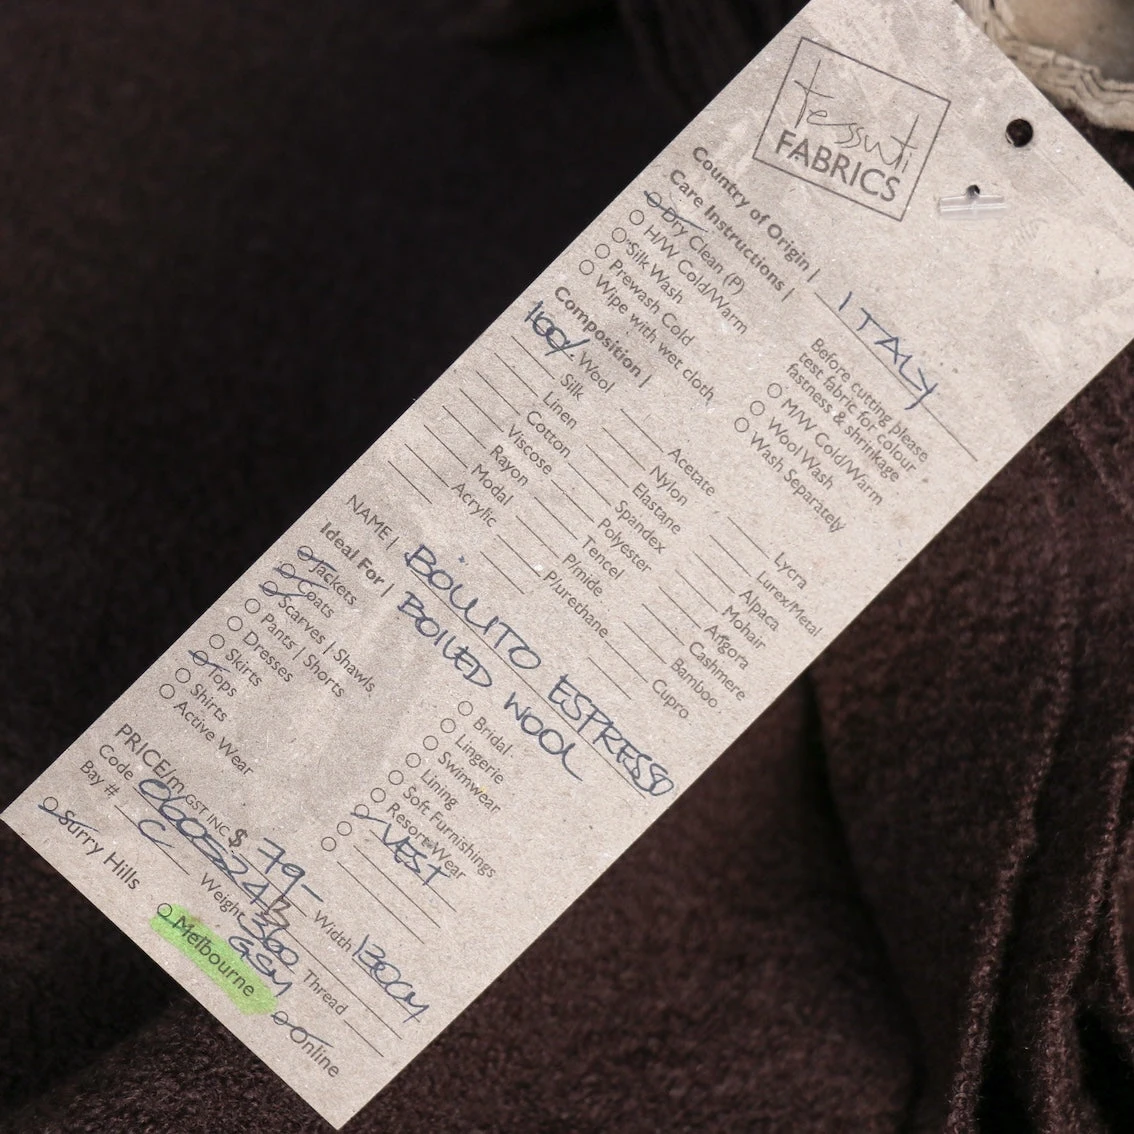 tessuti
FABRICS
Country of Origin | ITALY
Care Instructions |
Dry Clean (P)
H/W Cold/Warm
Silk Wash
Prewash Cold
Wipe with wet cloth
Before cutting please
test fabric for colour
fastness & shrinkage
M/W Cold/Warm
Wool Wash
Wash Separately
Composition |
100% Wool
Silk
Linen
Cotton
Viscose
Rayon
Modal
Acrylic
Acetate
Nylon
Elastane
Spandex
Polyester
Tencel
P/mide
P/urethane
Lycra
Lurex/Metal
Alpaca
Mohair
Angora
Cashmere
Bamboo
Cupro
NAME | BOLLITO ESPRESSO
BOILED WOOL
Ideal For |
Jackets
Coats
Scarves | Shawls
Pants | Shorts
Dresses
Skirts
Tops
Shirts
Active Wear
Bridal
Lingerie
Swimwear
Lining
Soft Furnishings
Resort Wear
VEST
PRICE/m GST INC $ 79- Width 130CM
Code Weight 360 GSM Thread
Bay # C
Surry Hills
Melbourne
Online